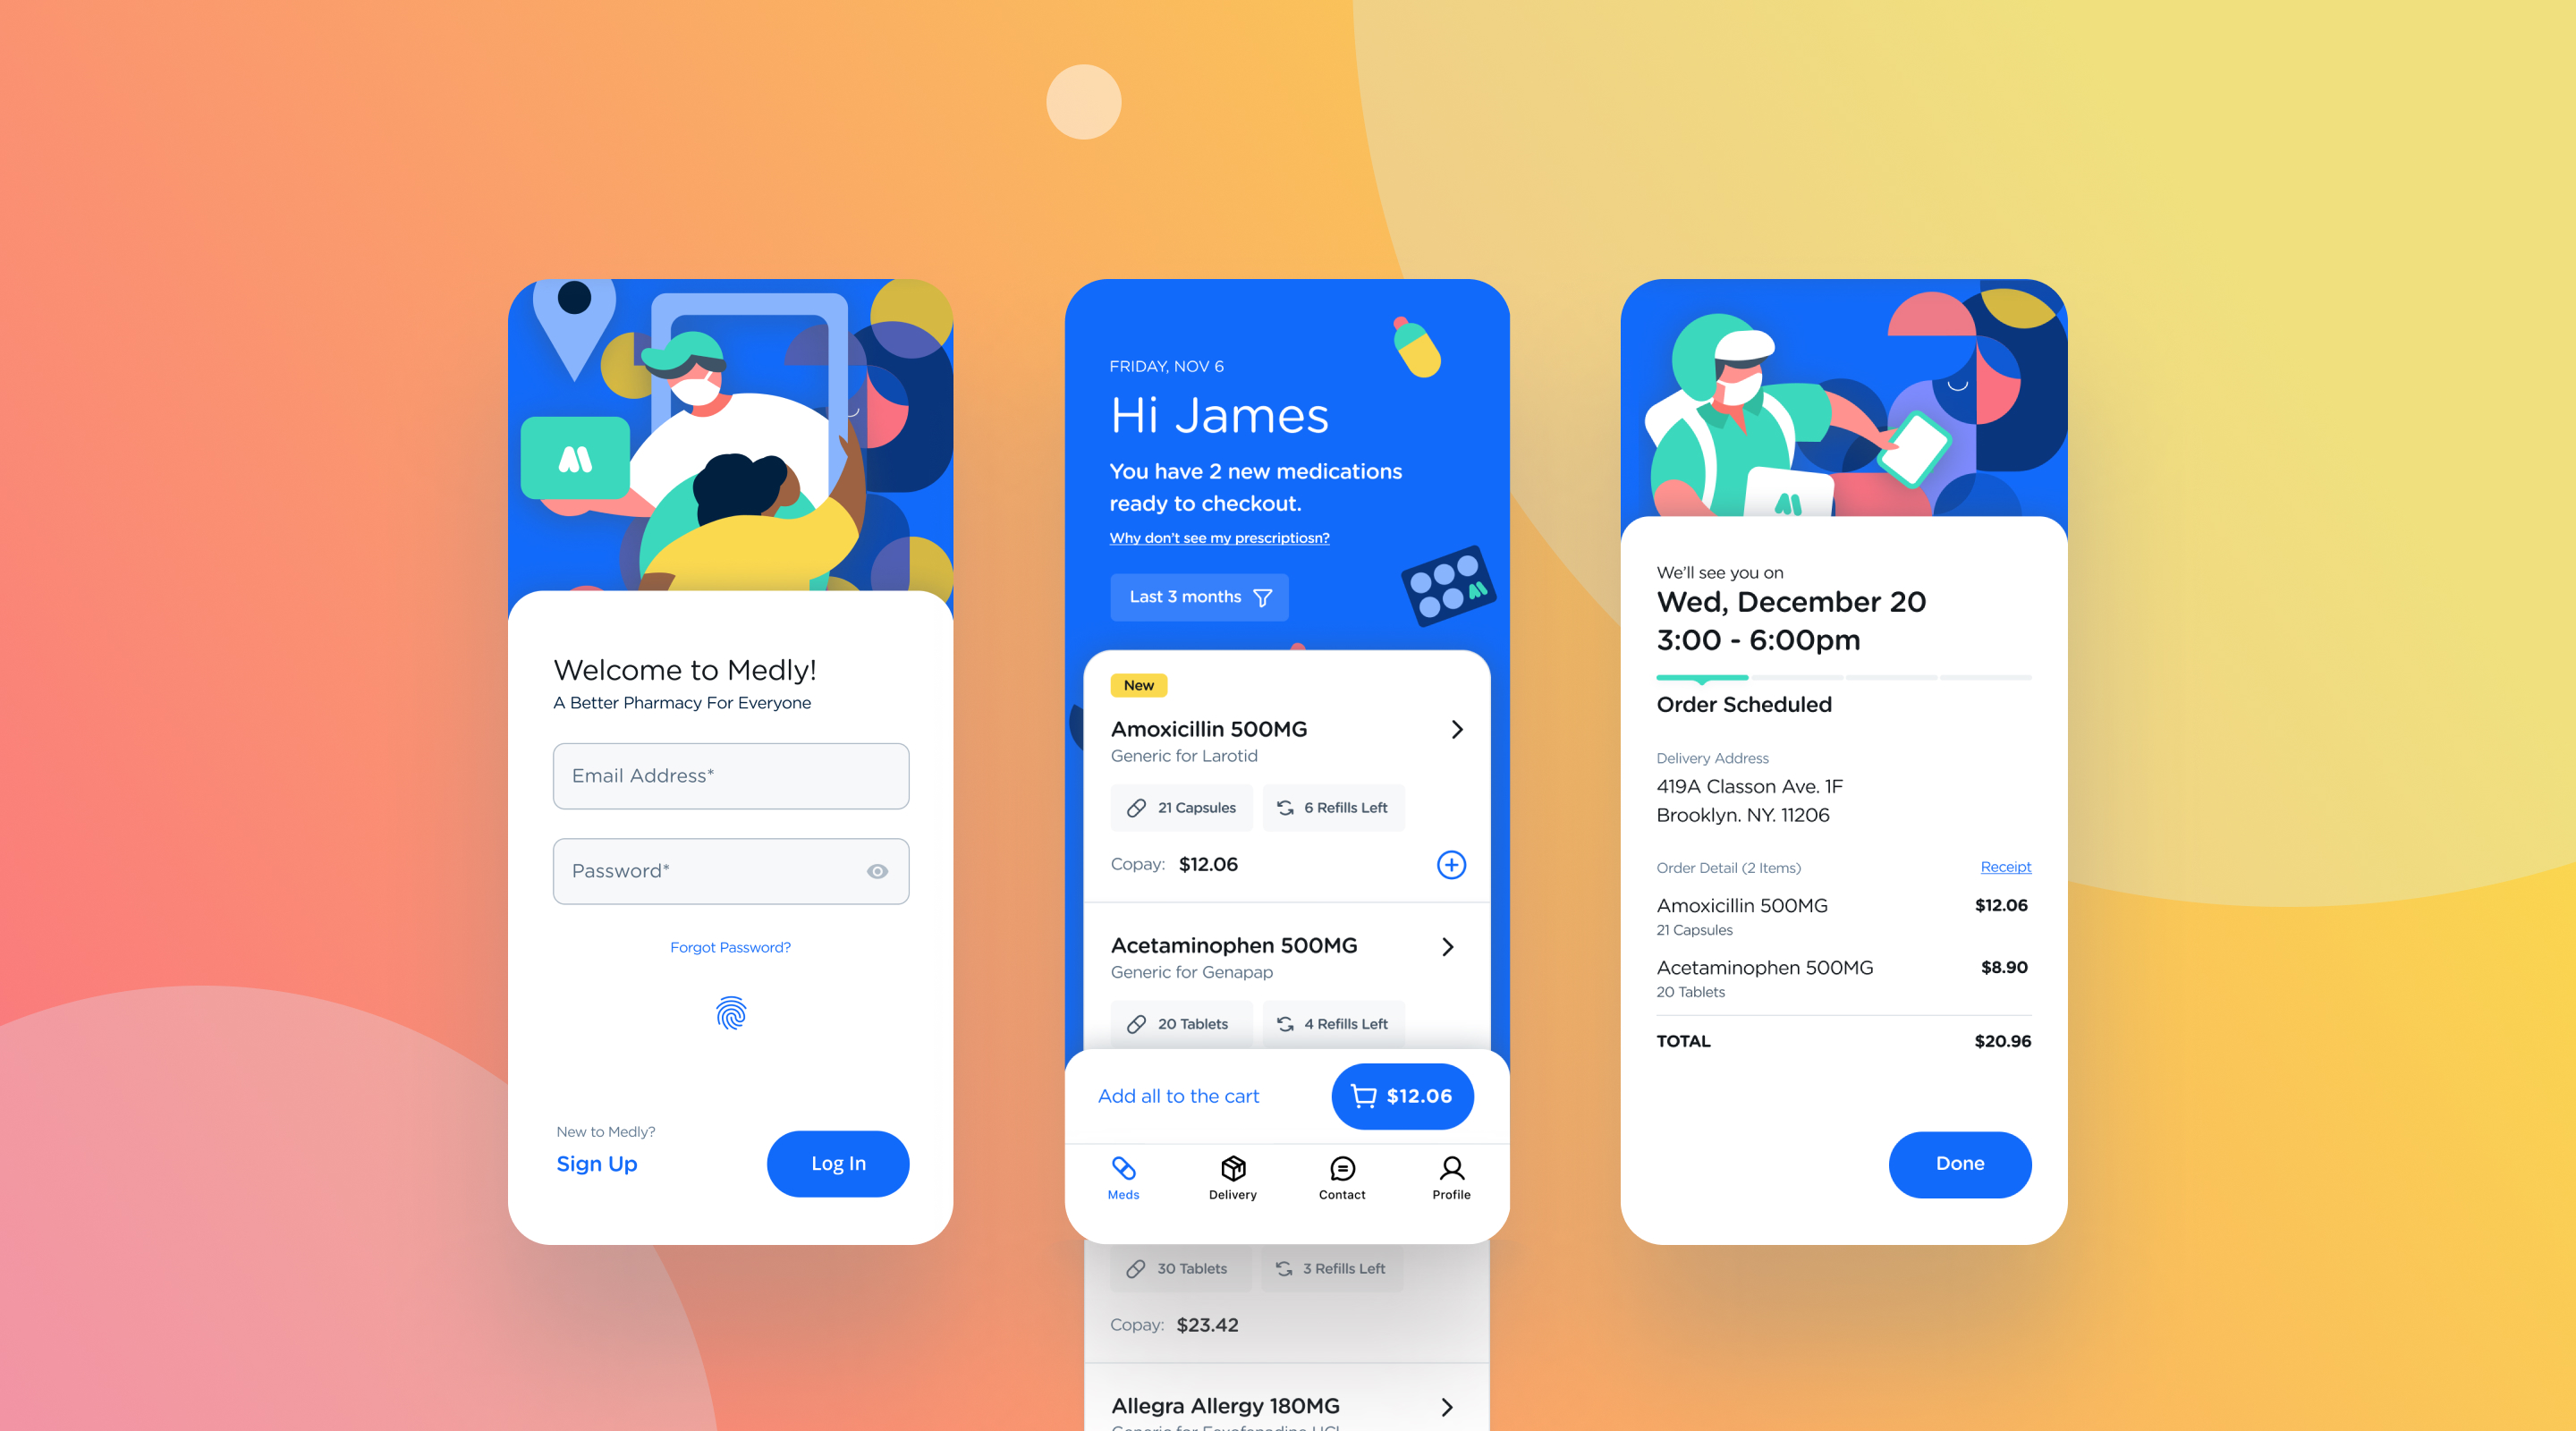 Welcome to Medly!
A Better Pharmacy For Everyone
Email Address*
Password*
Forgot Password?
New to Medly?
Sign Up
Log In
FRIDAY, NOV 6
Hi James
You have 2 new medications
ready to checkout.
Why don't see my prescriptiosn?
Last 3 months
New
Amoxicillin 500MG
Generic for Larotid
21 Capsules
6 Refills Left
Copay: $12.06
Acetaminophen 500MG
Generic for Genapap
20 Tablets
4 Refills Left
Add all to the cart
$12.06
Meds
Delivery
Contact
Profile
30 Tablets
3 Refills Left
Copay: $23.42
Allegra Allergy 180MG
Generic for
We'll see you on
Wed, December 20
3:00 - 6:00pm
Order Scheduled
Delivery Address
419A Classon Ave. 1F
Brooklyn. NY. 11206
Order Detail (2 Items)
Receipt
Amoxicillin 500MG
$12.06
21 Capsules
Acetaminophen 500MG
$8.90
20 Tablets
TOTAL
$20.96
Done